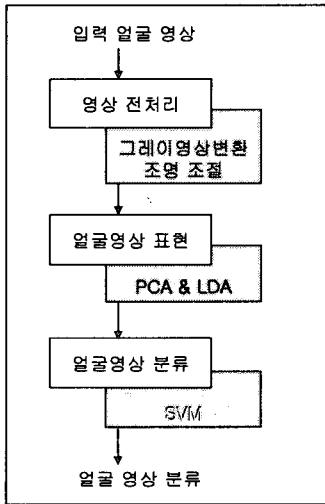 입력 얼굴 영상
영상 전처리
그레이영상변환
조명 조절
얼굴영상 표현
PCA & LDA
얼굴영상 분류
SVM
얼굴 영상 분류